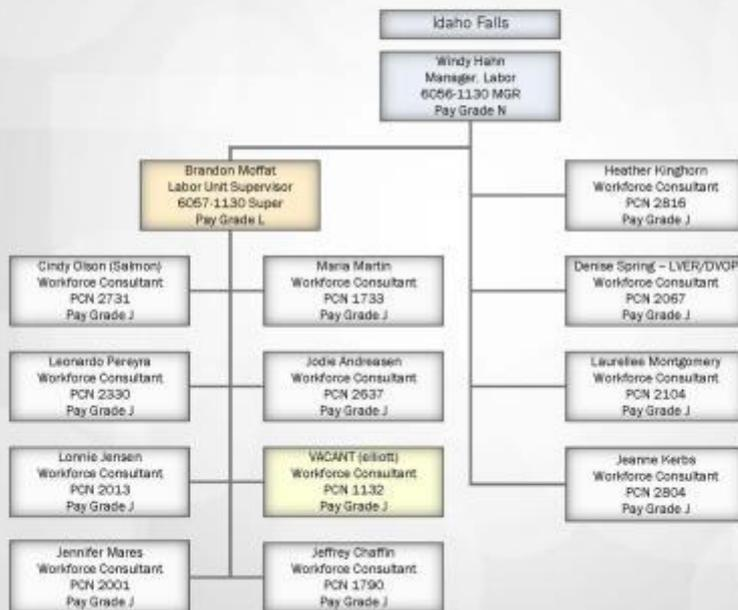 Idaho Falls
Windy Hahn
Manager, Labor
6056-1130 MGR
Pay Grade N
Brandon Moffat
Labor Unit Supervisor
6057-1130 Super
Pay Grade L
Heather Kinghorn
Workforce Consultant
PCN 2816
Pay Grade J
Cindy Olson (Salmon)
Workforce Consultant
PCN 2731
Pay Grade J
Maria Martin
Workforce Consultant
PCN 1733
Pay Grade J
Denise Spring – LVER/DVOP
Workforce Consultant
PCN 2067
Pay Grade J
Leonardo Pereyra
Workforce Consultant
PCN 2330
Pay Grade J
Jodie Andreasen
Workforce Consultant
PCN 2637
Pay Grade J
Laurellee Montgomery
Workforce Consultant
PCN 2104
Pay Grade J
Lonnie Jensen
Workforce Consultant
PCN 2013
Pay Grade J
VACANT (elliott)
Workforce Consultant
PCN 1132
Pay Grade J
Jeanne Kerbs
Workforce Consultant
PCN 2804
Pay Grade J
Jennifer Mares
Workforce Consultant
PCN 2001
Pay Grade J
Jeffrey Chaffin
Workforce Consultant
PCN 1790
Pay Grade J